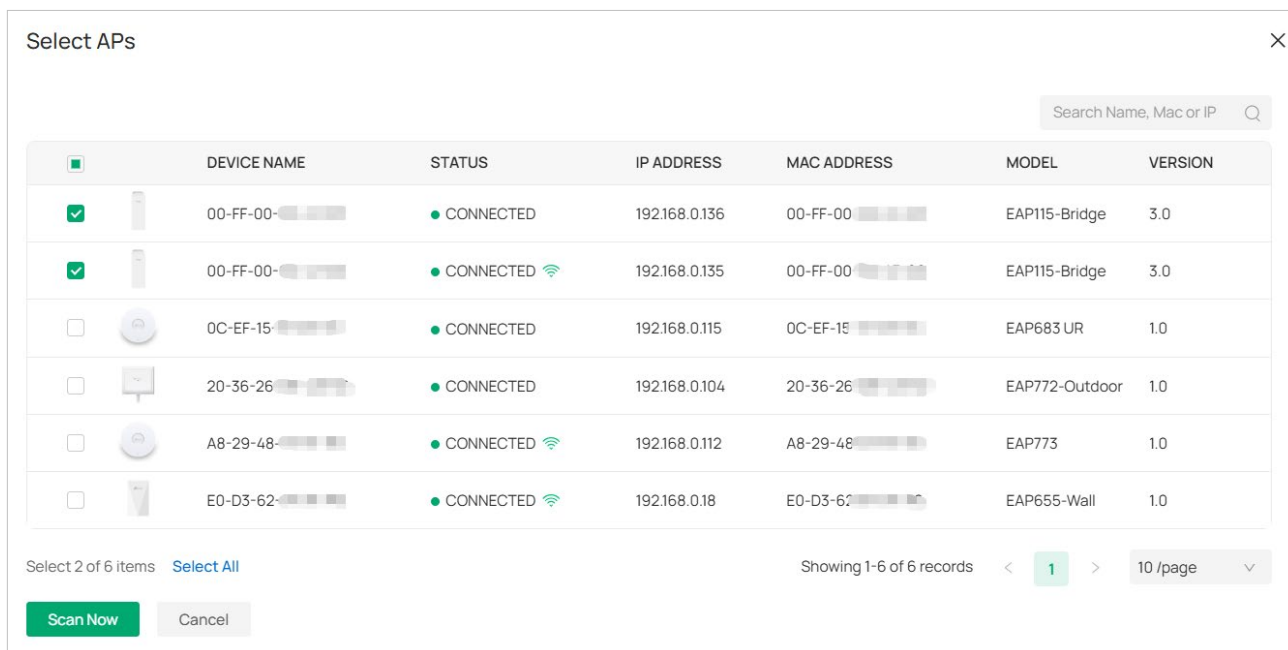 Select APs
Search Name, Mac or IP
DEVICE NAME STATUS IP ADDRESS MAC ADDRESS MODEL VERSION
00-FF-00- CONNECTED 192.168.0.136 00-FF-00 EAP115-Bridge 3.0
00-FF-00- CONNECTED 192.168.0.135 00-FF-00 EAP115-Bridge 3.0
0C-EF-15- CONNECTED 192.168.0.115 0C-EF-15 EAP683 UR 1.0
20-36-26 CONNECTED 192.168.0.104 20-36-26 EAP772-Outdoor 1.0
A8-29-48- CONNECTED 192.168.0.112 A8-29-48 EAP773 1.0
E0-D3-62- CONNECTED 192.168.0.18 E0-D3-62 EAP655-Wall 1.0
Select 2 of 6 items Select All Showing 1-6 of 6 records < 1 > 10 /page
Scan Now Cancel